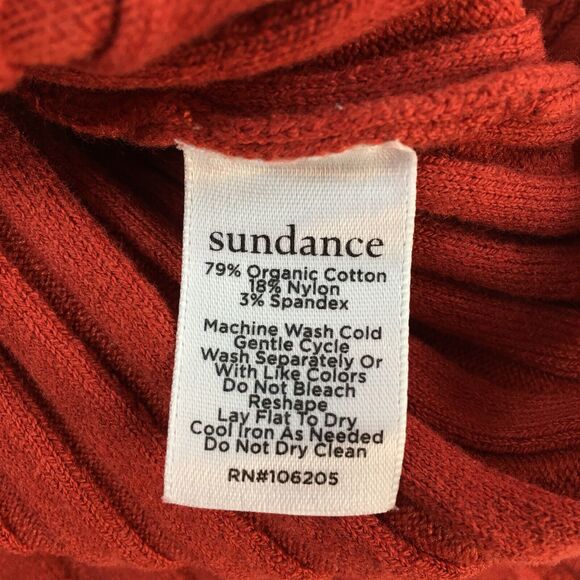 sundance
79% Organic Cotton
18% Nylon
3% Spandex
Machine Wash Cold
Gentle Cycle
Wash Separately Or
With Like Colors
Do Not Bleach
Reshape
Lay Flat To Dry
Cool Iron As Needed
Do Not Dry Clean
RN#106205